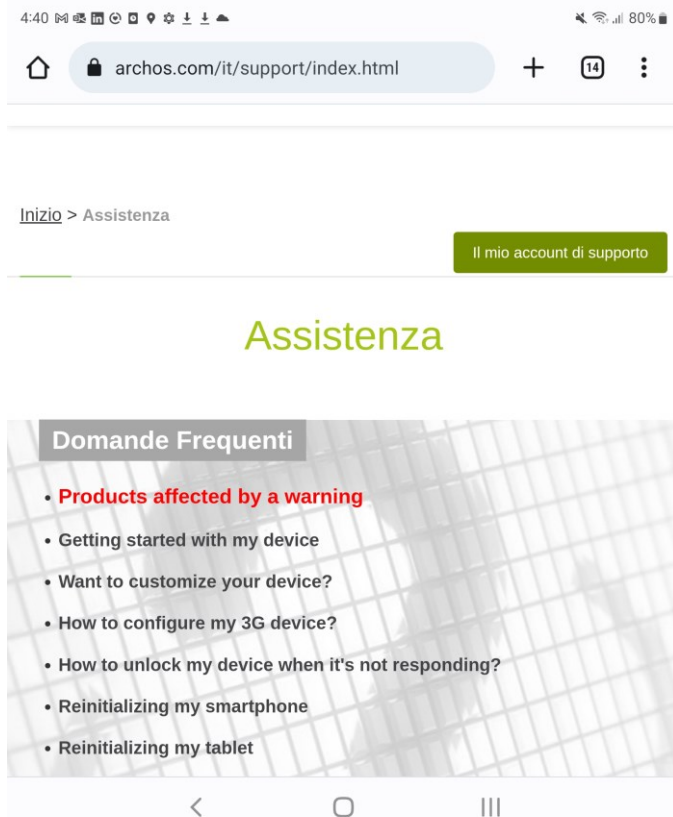 4:40
80%
archos.com/it/support/index.html
14
Inizio > Assistenza
Il mio account di supporto
Assistenza
Domande Frequenti
• Products affected by a warning
• Getting started with my device
• Want to customize your device?
• How to configure my 3G device?
• How to unlock my device when it's not responding?
• Reinitializing my smartphone
• Reinitializing my tablet